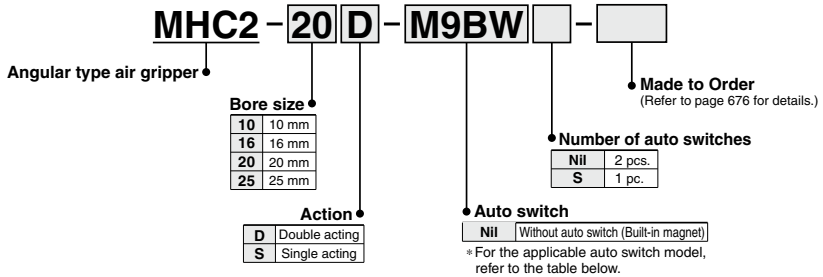 MHC2 - 20 D - M9BW -
Angular type air gripper
Made to Order
(Refer to page 676 for details.)
Bore size
10 10 mm
16 16 mm
20 20 mm
25 25 mm
Number of auto switches
Nil 2 pcs.
S 1 pc.
Action
D Double acting
S Single acting
Auto switch
Nil Without auto switch (Built-in magnet)
∗ For the applicable auto switch model,
refer to the table below.